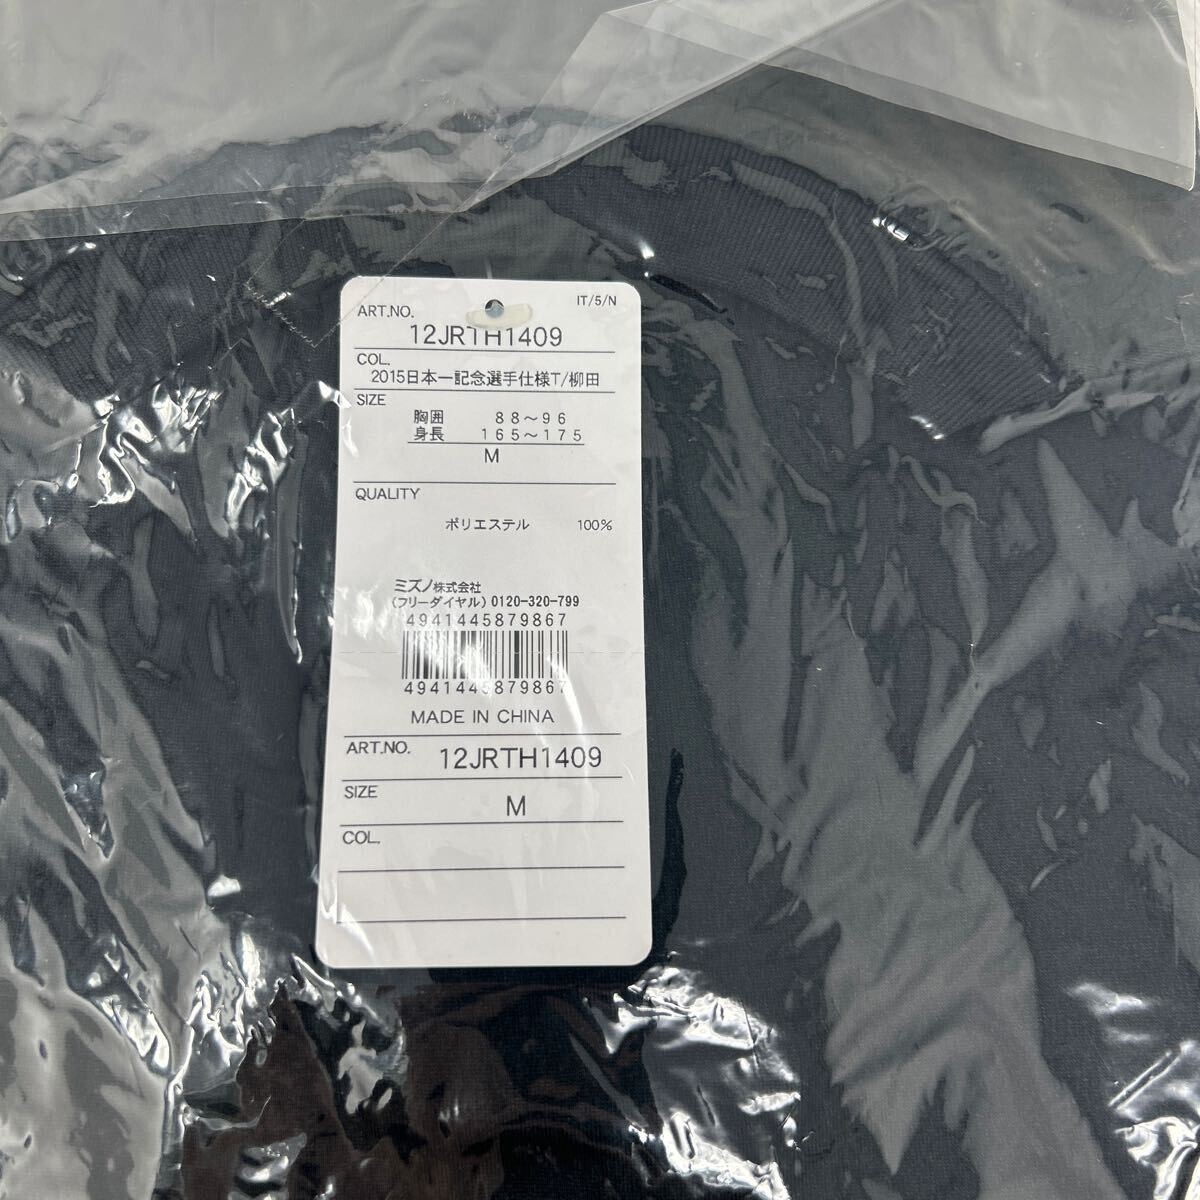 IT/5/N
ART.NO.
12JRTH1409
COL.
2015日本一記念選手仕様T/柳田
SIZE
胸囲 88～96
身長 165～175
M
QUALITY
ポリエステル 100%
ミズノ株式会社
(フリーダイヤル) 0120-320-799
4941445879867
4941445879867
MADE IN CHINA
ART.NO. 12JRTH1409
SIZE
M
COL.